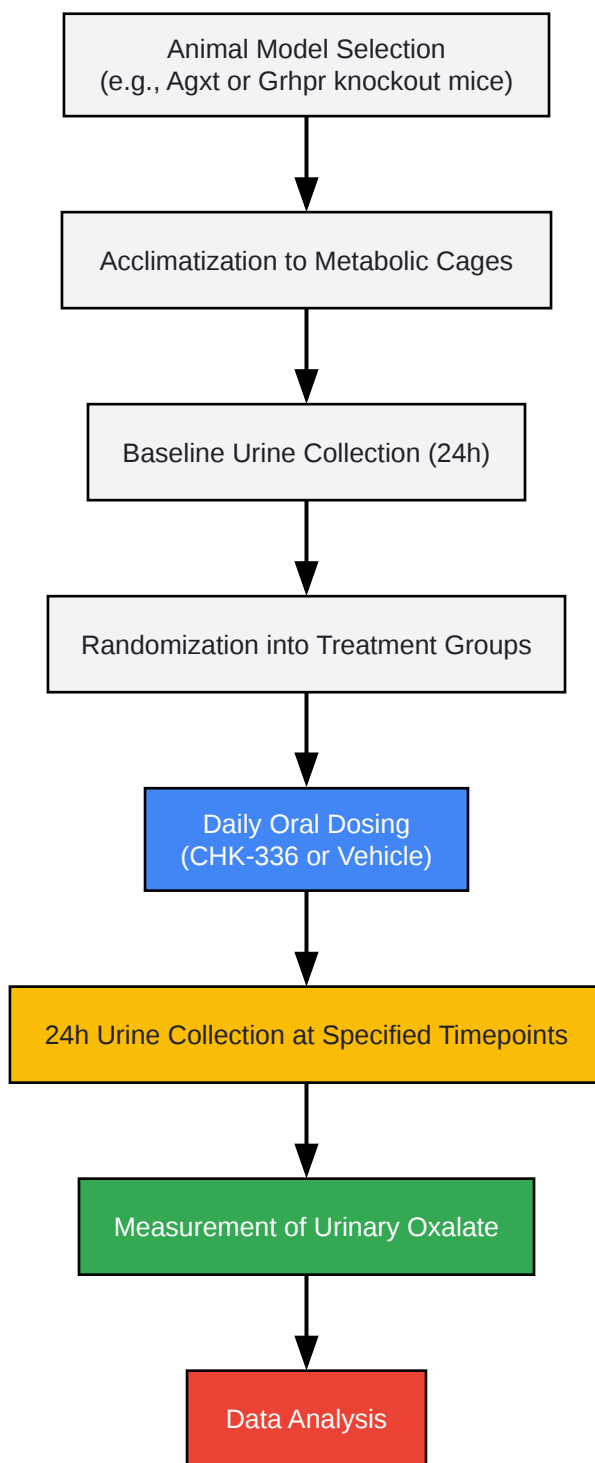 Animal Model Selection
(e.g., Agxt or Grhpr knockout mice)
Acclimatization to Metabolic Cages
Baseline Urine Collection (24h)
Randomization into Treatment Groups
Daily Oral Dosing
(CHK-336 or Vehicle)
24h Urine Collection at Specified Timepoints
Measurement of Urinary Oxalate
Data Analysis